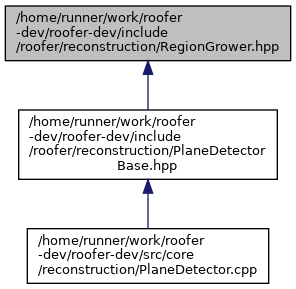 /home/runner/work/roofer
-dev/roofer-dev/include
/roofer/reconstruction/RegionGrower.hpp
/home/runner/work/roofer
-dev/roofer-dev/include
/roofer/reconstruction/PlaneDetector
Base.hpp
/home/runner/work/roofer
-dev/roofer-dev/src/core
/reconstruction/PlaneDetector.cpp